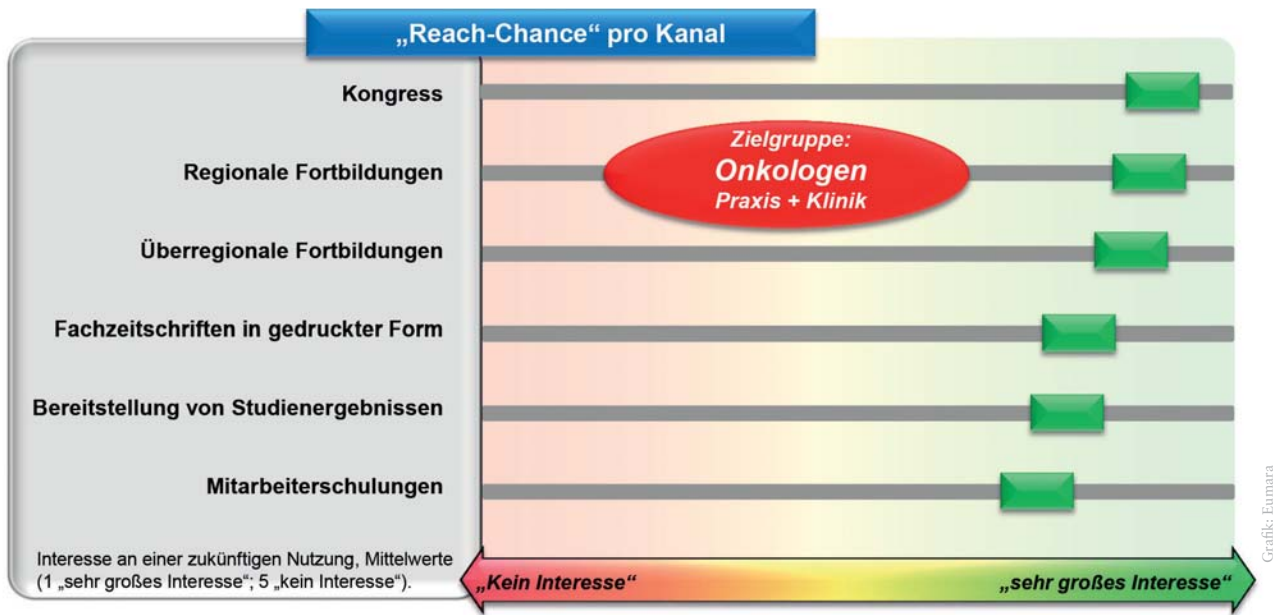 „Reach-Chance“ pro Kanal
Kongress
Zielgruppe:
Onkologen
Praxis + Klinik
Regionale Fortbildungen
Überregionale Fortbildungen
Fachzeitschriften in gedruckter Form
Bereitstellung von Studienergebnissen
Mitarbeiterschulungen
Interesse an einer zukünftigen Nutzung, Mittelwerte
(1 „sehr großes Interesse“; 5 „kein Interesse“).
„Kein Interesse“
„sehr großes Interesse“
Grafik: Eumara